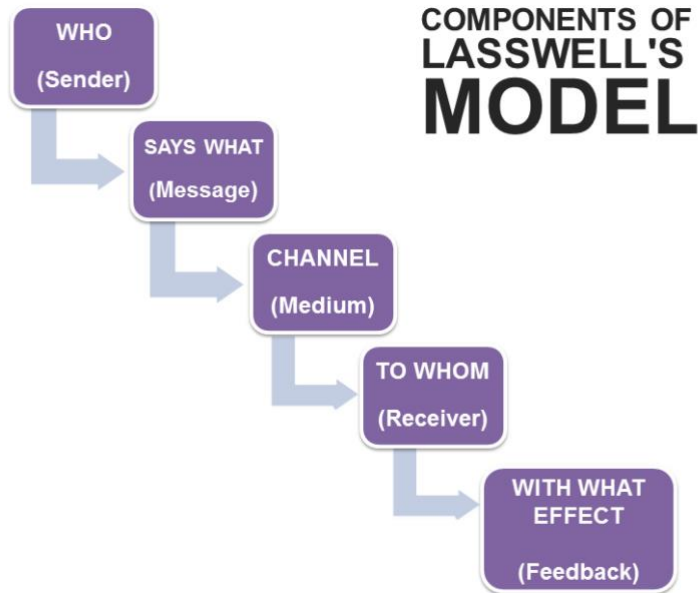 COMPONENTS OF
LASSWELL'S
MODEL
WHO
(Sender)
SAYS WHAT
(Message)
CHANNEL
(Medium)
TO WHOM
(Receiver)
WITH WHAT
EFFECT
(Feedback)